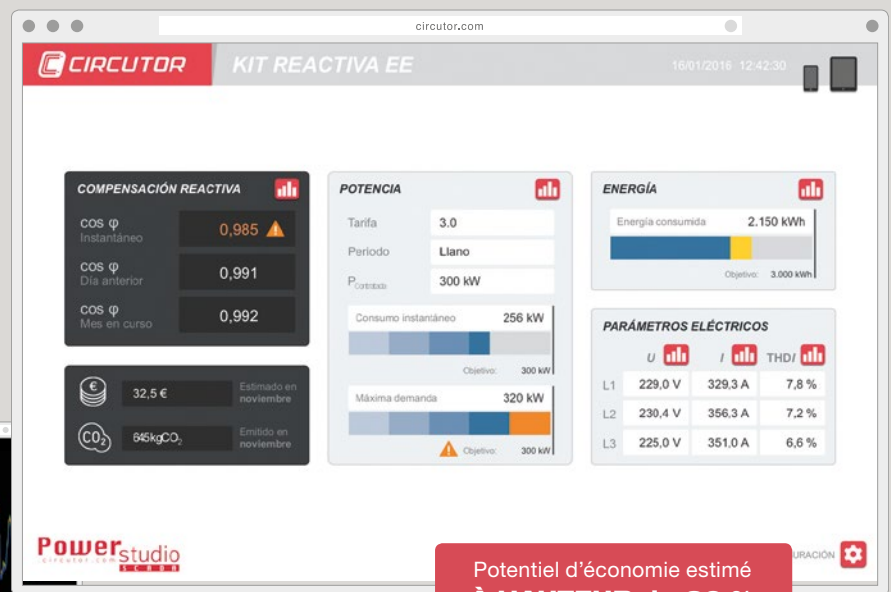 circutor.com
CIRCUTOR
KIT REACTIVA EE
16/01/2016 12:42:30
COMPENSACIÓN REACTIVA
cos φ
Instantáneo
0,985
cos φ
Día anterior
0,991
cos φ
Mes en curso
0,992
€
32,5 €
Estimado en
noviembre
CO2
645kgCO2
Emitido en
noviembre
POTENCIA
Tarifa
3.0
Periodo
Llano
PContratada
300 kW
Consumo instantáneo
256 kW
Objetivo:
300 kW
Máxima demanda
320 kW
Objetivo:
300 kW
ENERGÍA
Energía consumida
2.150 kWh
Objetivo:
3.000 kWh
PARÁMETROS ELÉCTRICOS
U
I
THDI
L1
229,0 V
329,3 A
7,8 %
L2
230,4 V
356,3 A
7,2 %
L3
225,0 V
351,0 A
6,6 %
Power studio
circutor.com
SCADA
URACIÓN
Potentiel d'économie estimé